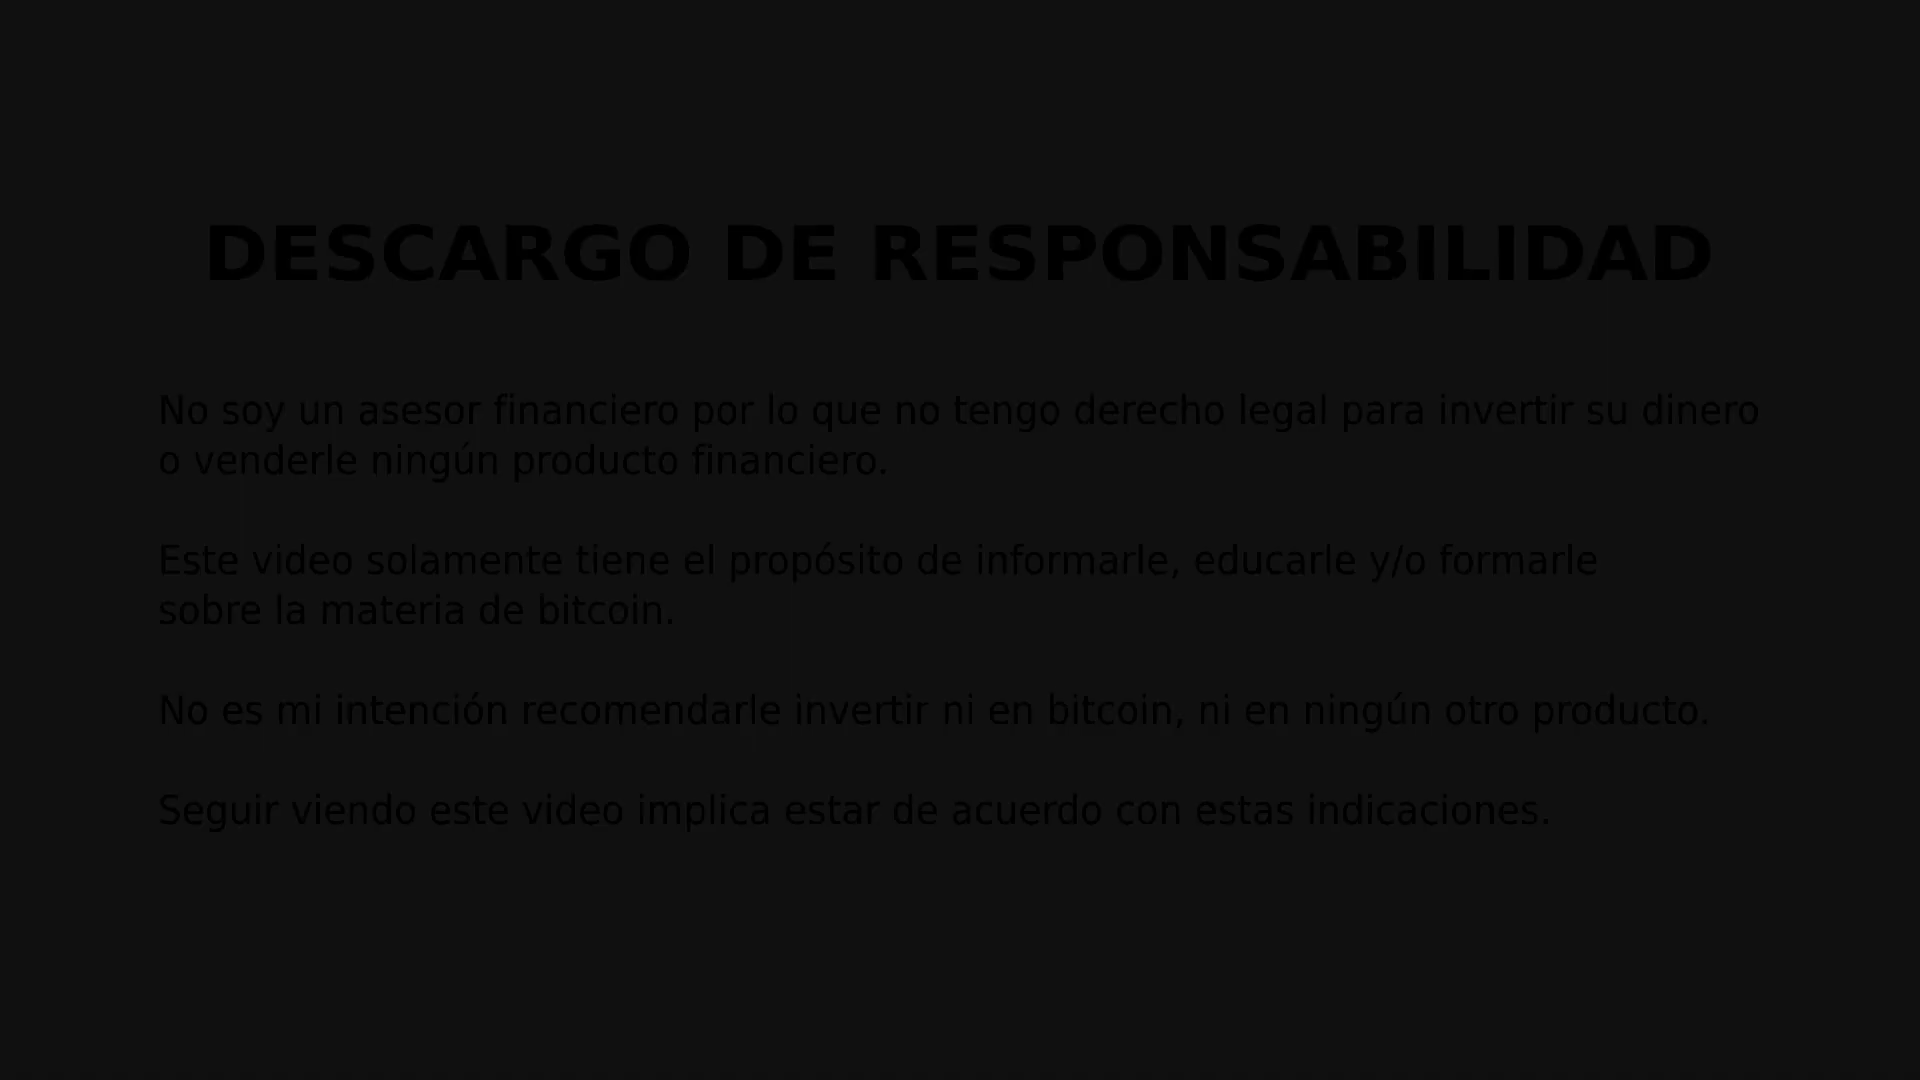 DESCARGO DE RESPONSABILIDAD
No soy un asesor financiero por lo que no tengo derecho legal para invertir su dinero
o venderle ningún producto financiero.
Este video solamente tiene el propósito de informarle, educarle y/o formarle
sobre la materia de bitcoin.
No es mi intención recomendarle invertir ni en bitcoin, ni en ningún otro producto.
Seguir viendo este video implica estar de acuerdo con estas indicaciones.